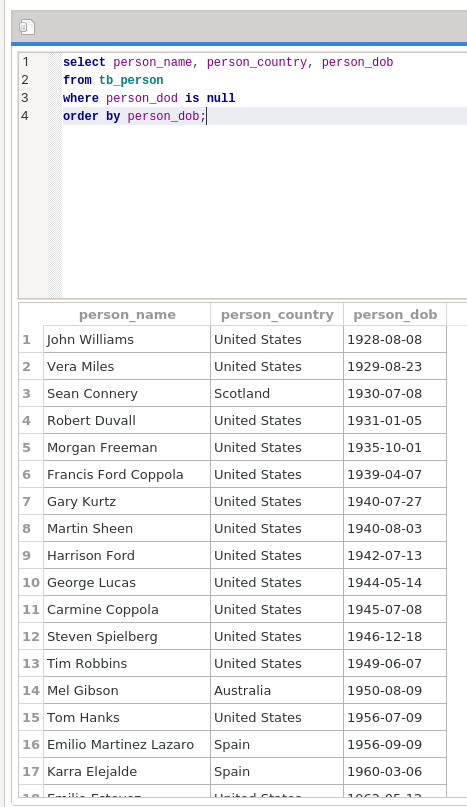 1 select person_name, person_country, person_dob
2 from tb_person
3 where person_dod is null
4 order by person_dob;
person_name person_country person_dob
1 John Williams United States 1928-08-08
2 Vera Miles United States 1929-08-23
3 Sean Connery Scotland 1930-07-08
4 Robert Duvall United States 1931-01-05
5 Morgan Freeman United States 1935-10-01
6 Francis Ford Coppola United States 1939-04-07
7 Gary Kurtz United States 1940-07-27
8 Martin Sheen United States 1940-08-03
9 Harrison Ford United States 1942-07-13
10 George Lucas United States 1944-05-14
11 Carmine Coppola United States 1945-07-08
12 Steven Spielberg United States 1946-12-18
13 Tim Robbins United States 1949-06-07
14 Mel Gibson Australia 1950-08-09
15 Tom Hanks United States 1956-07-09
16 Emilio Martinez Lazaro Spain 1956-09-09
17 Karra Elejalde Spain 1960-03-06
18 Emilio Estevez United States 1962-05-12